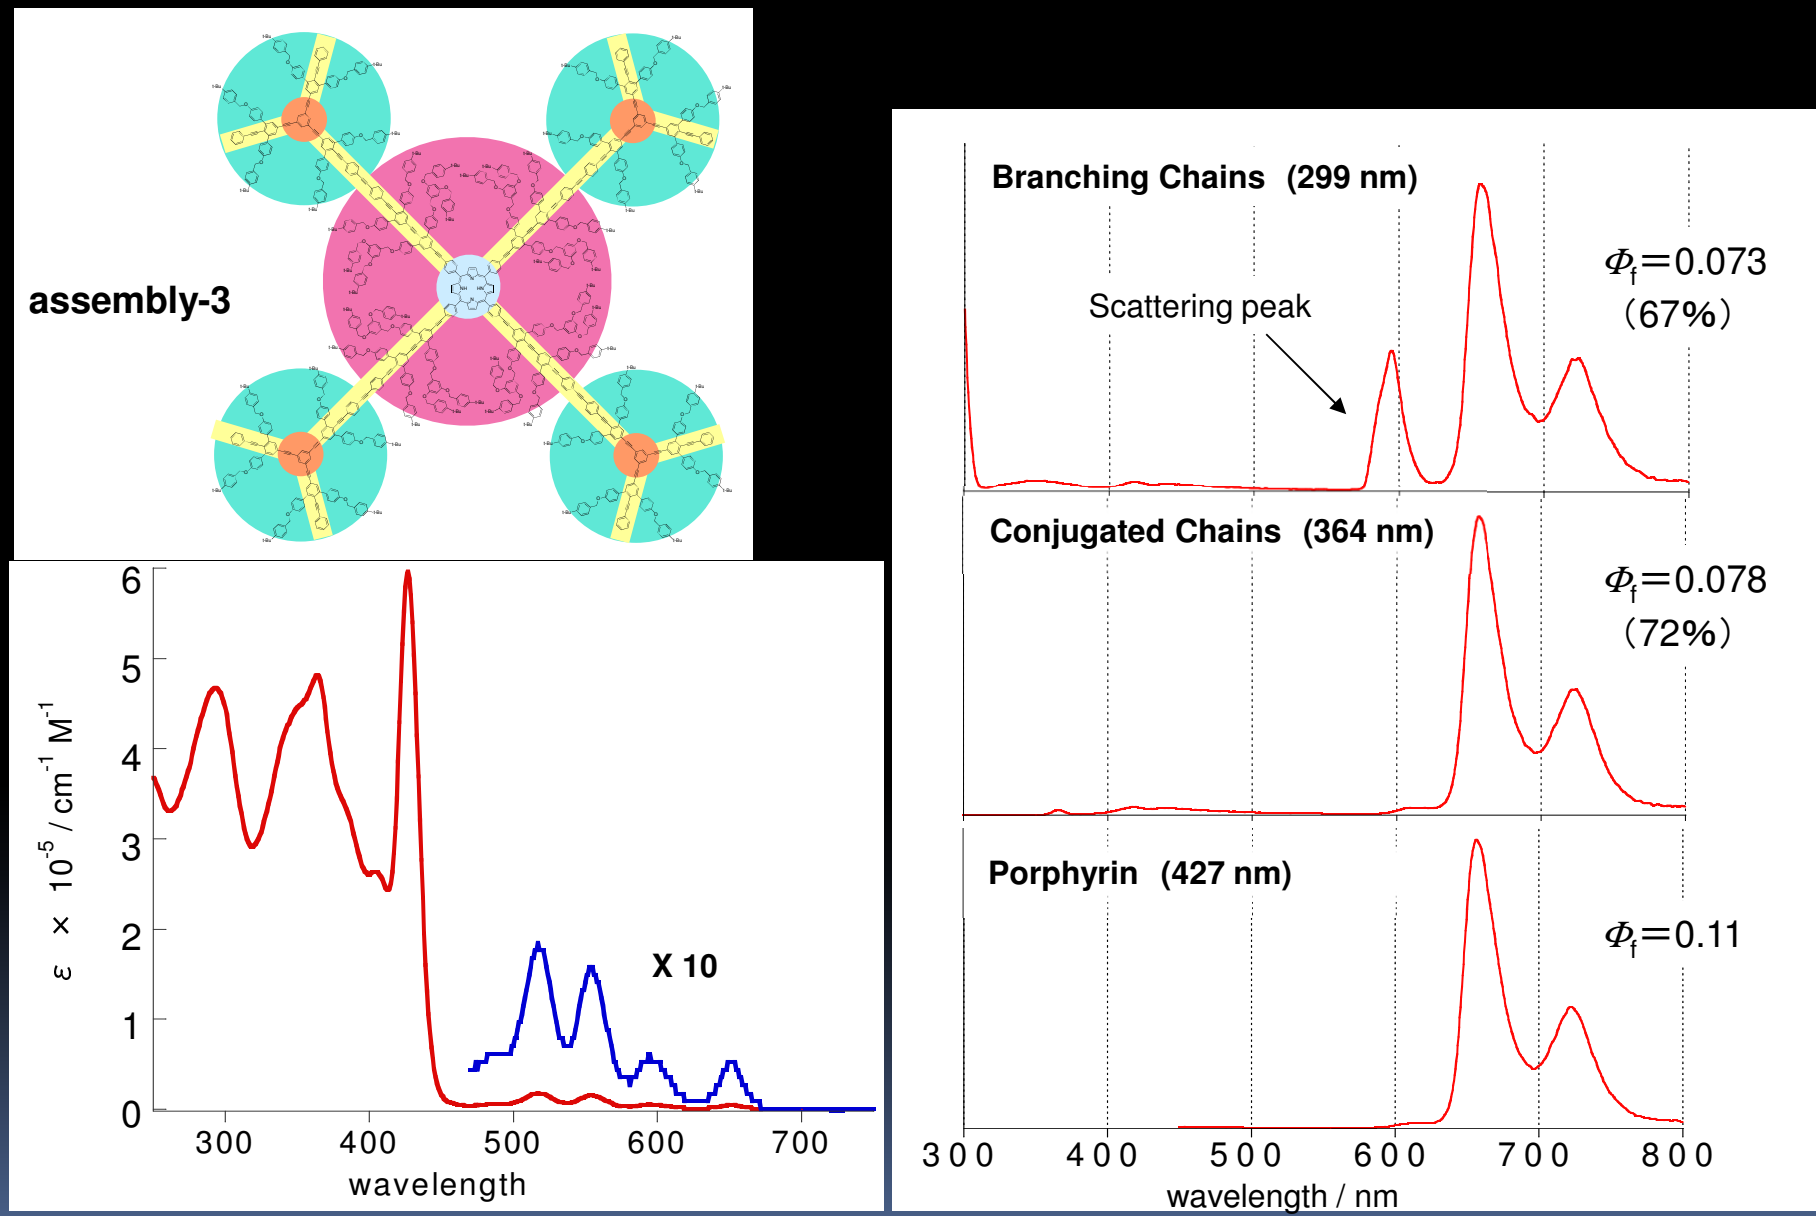 assembly-3
NH
HN
6
5
4
3
2
1
0
ε × 10⁻⁵ / cm⁻¹ M⁻¹
X 10
300 400 500 600 700
wavelength
Branching Chains (299 nm)
Φf=0.073
(67%)
Scattering peak
Conjugated Chains (364 nm)
Φf=0.078
(72%)
Porphyrin (427 nm)
Φf=0.11
300 400 500 600 700 800
wavelength / nm